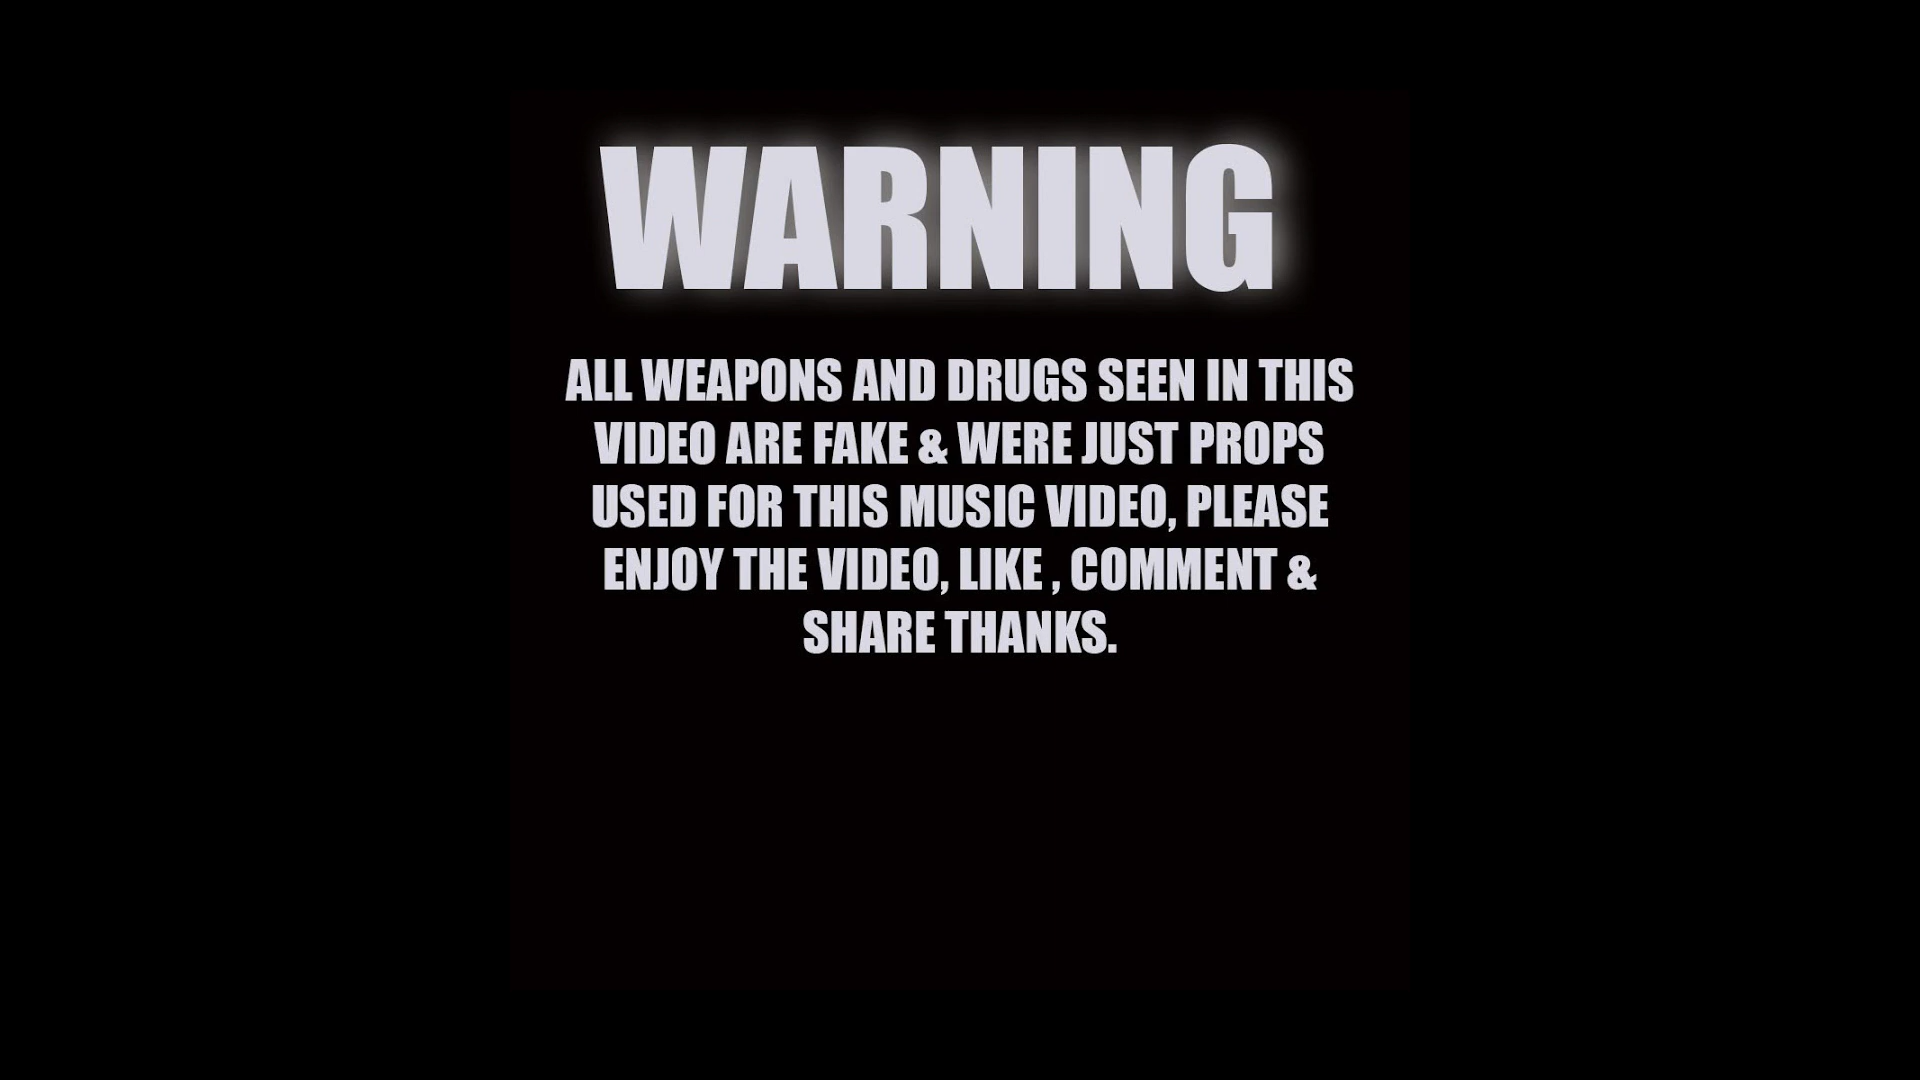 WARNING
ALL WEAPONS AND DRUGS SEEN IN THIS
VIDEO ARE FAKE & WERE JUST PROPS
USED FOR THIS MUSIC VIDEO, PLEASE
ENJOY THE VIDEO, LIKE , COMMENT &
SHARE THANKS.